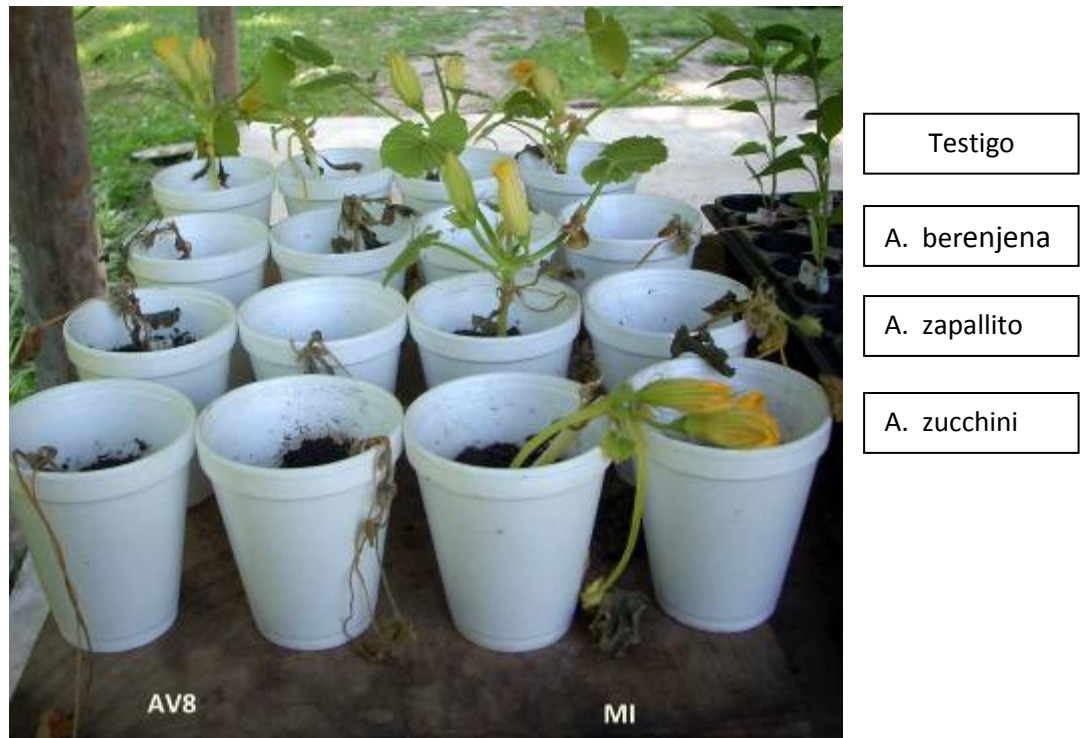 Testigo
A. berenjena
A. zapallito
A. zucchini
AV8
MI